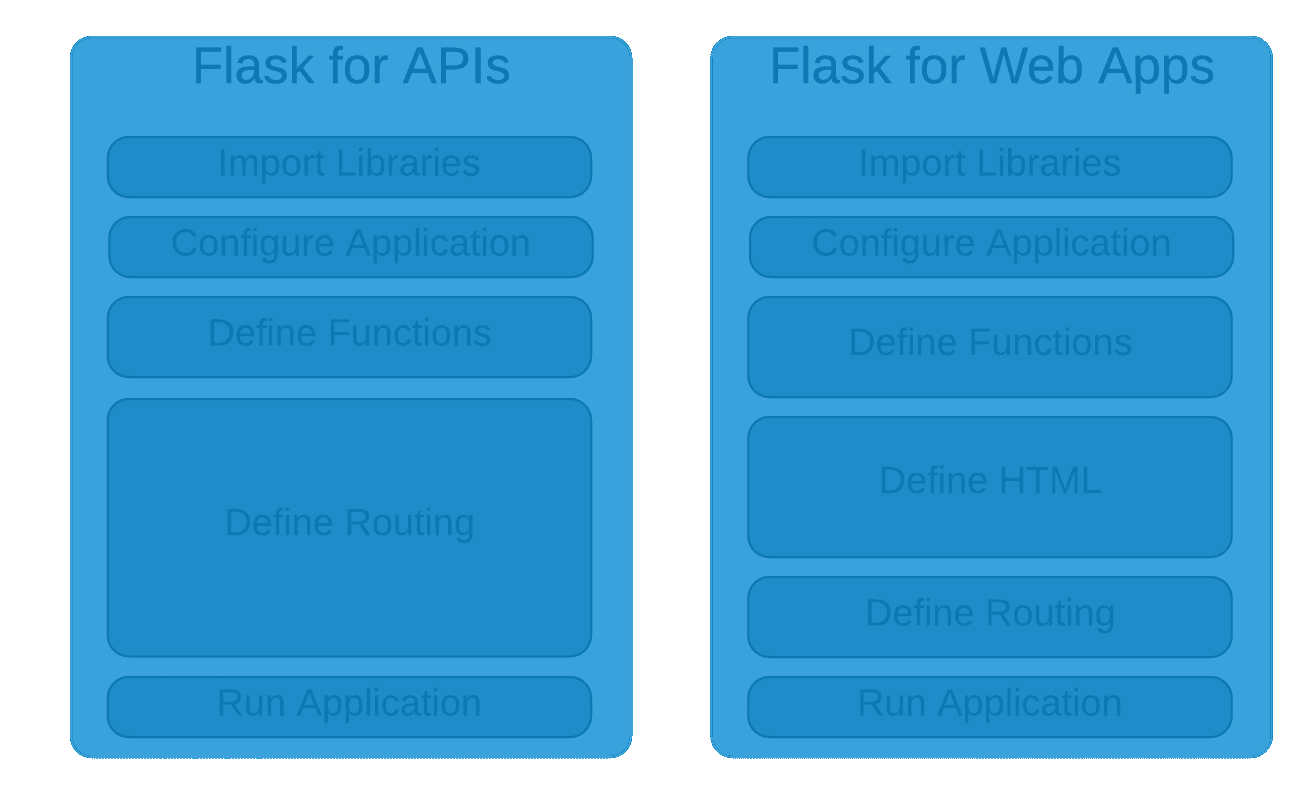 Flask for APIs
Import Libraries
Configure Application
Define Functions
Define Routing
Run Application
Flask for Web Apps
Import Libraries
Configure Application
Define Functions
Define HTML
Define Routing
Run Application